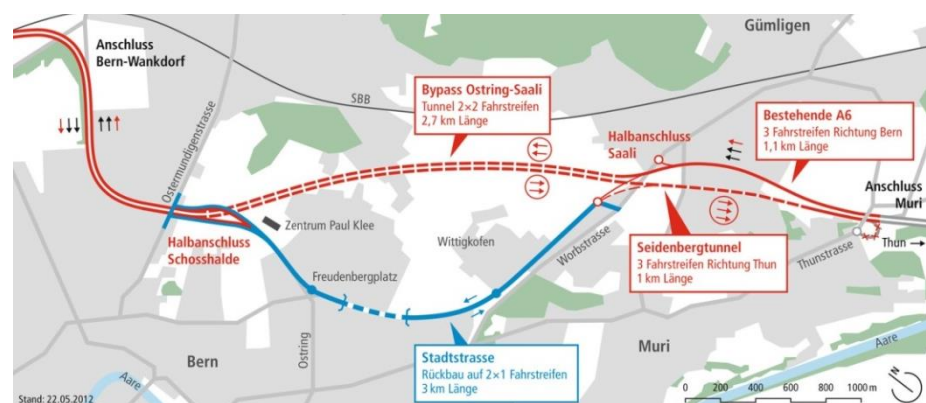 Anschluss
Bern-Wankdorf
Gümligen
SBB
Ostermundigenstrasse
Bypass Ostring-Saali
Tunnel 2×2 Fahrstreifen
2,7 km Länge
Bestehende A6
3 Fahrstreifen Richtung Bern
1,1 km Länge
Halbanschluss
Saali
Anschluss
Muri
Thun →
Zentrum Paul Klee
Halbanschluss
Schosshalde
Wittigkofen
Worbstrasse
Seidenbergtunnel
3 Fahrstreifen Richtung Thun
1 km Länge
Thunstrasse
Freudenbergplatz
Ostring
Bern
Stadtstrasse
Rückbau auf 2×1 Fahrstreifen
3 km Länge
Muri
Aare
Aare
N
0 200 400 600 800 1000 m
Stand: 22.05.2012